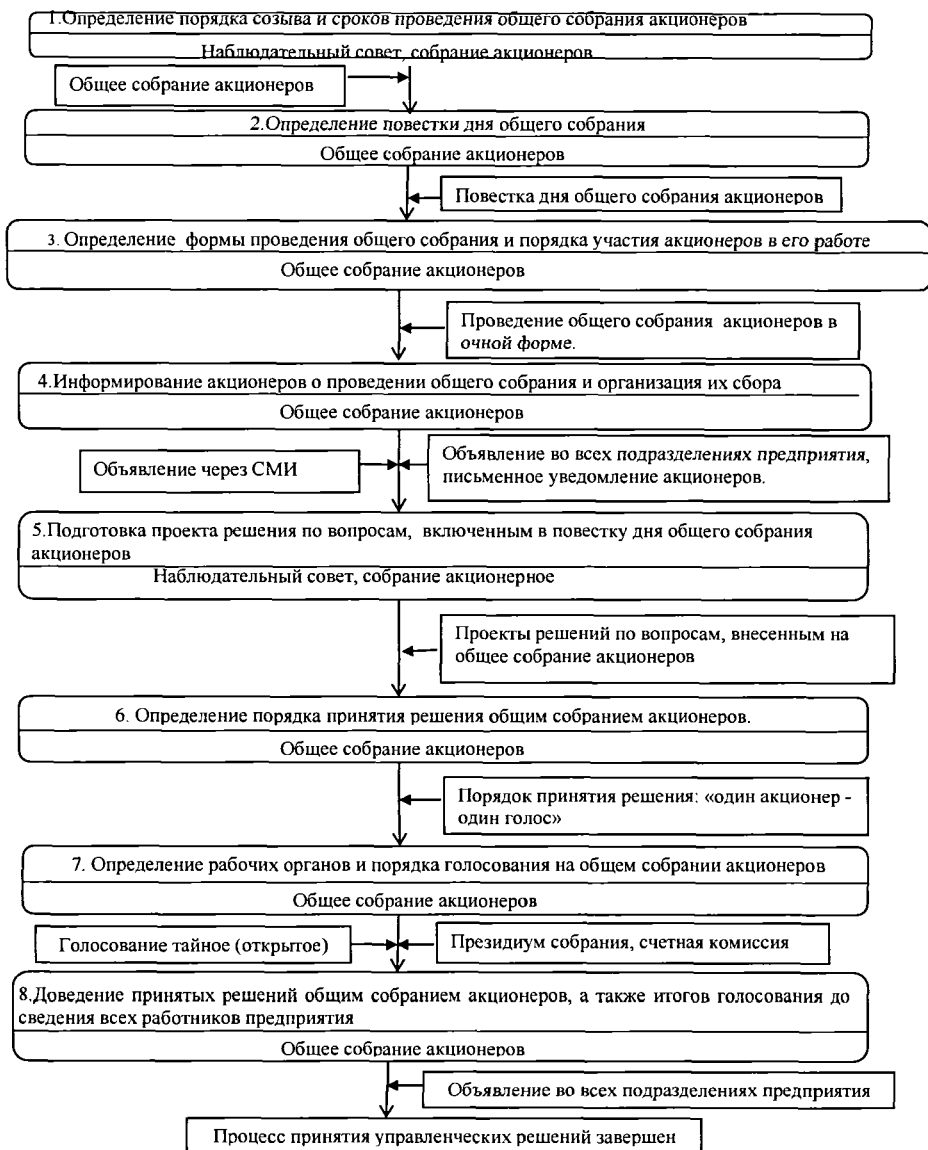 1.Определение порядка созыва и сроков проведения общего собрания акционеров
Наблюдательный совет, собрание акционеров
Общее собрание акционеров
2.Определение повестки дня общего собрания
Общее собрание акционеров
Повестка дня общего собрания акционеров
3. Определение формы проведения общего собрания и порядка участия акционеров в его работе
Общее собрание акционеров
Проведение общего собрания акционеров в
очной форме.
4.Информирование акционеров о проведении общего собрания и организация их сбора
Общее собрание акционеров
Объявление через СМИ
Объявление во всех подразделениях предприятия,
письменное уведомление акционеров.
5.Подготовка проекта решения по вопросам, включенным в повестку дня общего собрания
акционеров
Наблюдательный совет, собрание акционерное
Проекты решений по вопросам, внесенным на
общее собрание акционеров
6. Определение порядка принятия решения общим собранием акционеров.
Общее собрание акционеров
Порядок принятия решения: «один акционер -
один голос»
7. Определение рабочих органов и порядка голосования на общем собрании акционеров
Общее собрание акционеров
Голосование тайное (открытое)
Президиум собрания, счетная комиссия
8.Доведение принятых решений общим собранием акционеров, а также итогов голосования до
сведения всех работников предприятия
Общее собрание акционеров
Объявление во всех подразделениях предприятия
Процесс принятия управленческих решений завершен